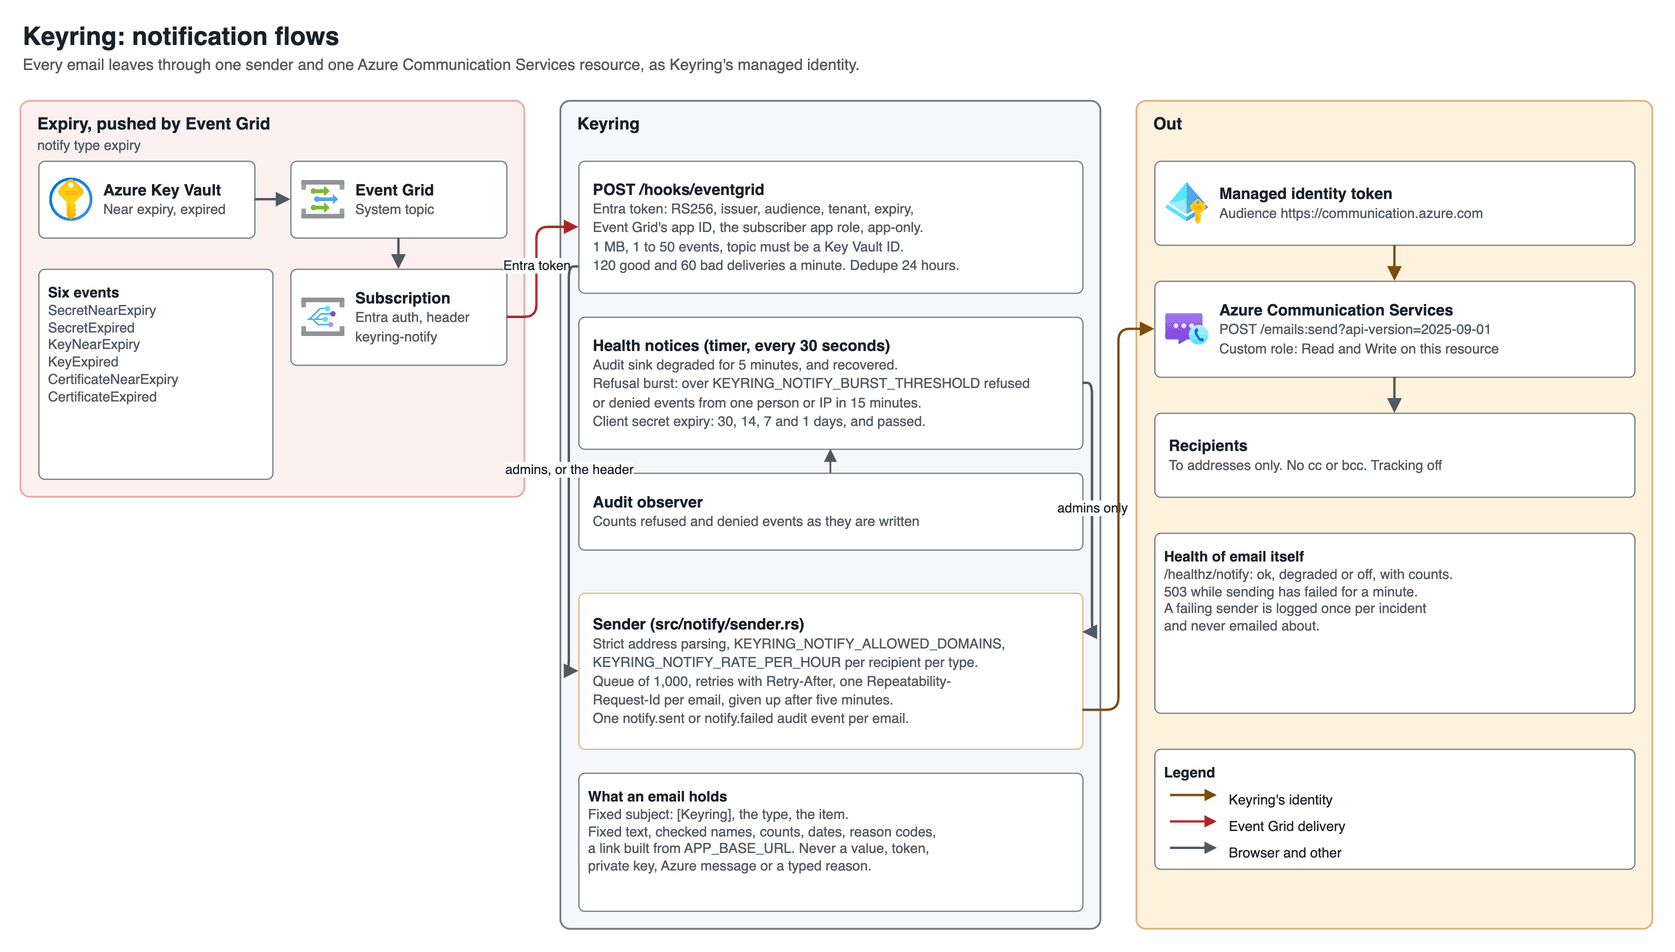 Keyring: notification flows
Every email leaves through one sender and one Azure Communication Services resource, as Keyring's managed identity.
Expiry, pushed by Event Grid
notify type expiry
Azure Key Vault
Near expiry, expired
Event Grid
System topic
Six events
SecretNearExpiry
SecretExpired
KeyNearExpiry
KeyExpired
CertificateNearExpiry
CertificateExpired
Subscription
Entra auth, header
keyring-notify
Entra token
admins, or the header
Keyring
POST /hooks/eventgrid
Entra token: RS256, issuer, audience, tenant, expiry,
Event Grid's app ID, the subscriber app role, app-only.
1 MB, 1 to 50 events, topic must be a Key Vault ID.
120 good and 60 bad deliveries a minute. Dedupe 24 hours.
Health notices (timer, every 30 seconds)
Audit sink degraded for 5 minutes, and recovered.
Refusal burst: over KEYRING_NOTIFY_BURST_THRESHOLD refused
or denied events from one person or IP in 15 minutes.
Client secret expiry: 30, 14, 7 and 1 days, and passed.
Audit observer
Counts refused and denied events as they are written
admins only
Sender (src/notify/sender.rs)
Strict address parsing, KEYRING_NOTIFY_ALLOWED_DOMAINS,
KEYRING_NOTIFY_RATE_PER_HOUR per recipient per type.
Queue of 1,000, retries with Retry-After, one Repeatability-
Request-Id per email, given up after five minutes.
One notify.sent or notify.failed audit event per email.
What an email holds
Fixed subject: [Keyring], the type, the item.
Fixed text, checked names, counts, dates, reason codes,
a link built from APP_BASE_URL. Never a value, token,
private key, Azure message or a typed reason.
Out
Managed identity token
Audience https://communication.azure.com
Azure Communication Services
POST /emails:send?api-version=2025-09-01
Custom role: Read and Write on this resource
Recipients
To addresses only. No cc or bcc. Tracking off
Health of email itself
/healthz/notify: ok, degraded or off, with counts.
503 while sending has failed for a minute.
A failing sender is logged once per incident
and never emailed about.
Legend
Keyring's identity
Event Grid delivery
Browser and other